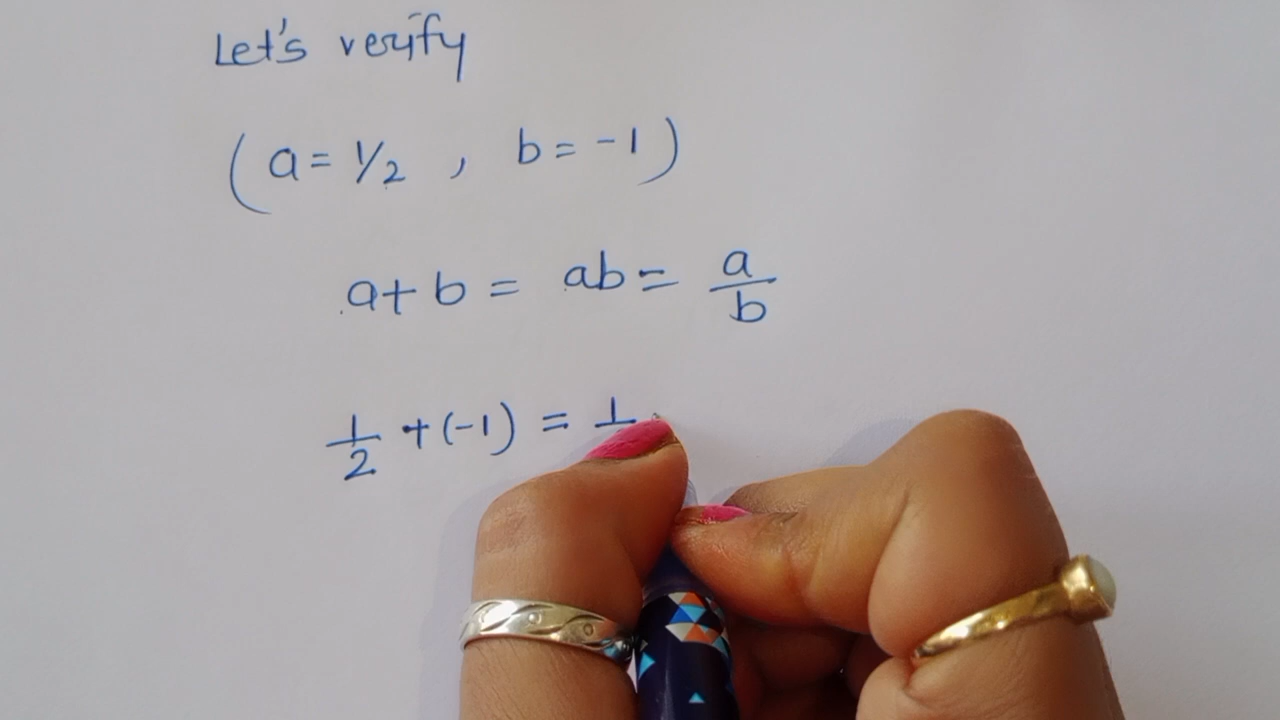 Let's verify
(a = 1/2 , b = -1)
a + b = ab = a/b
1/2 + (-1) = 1